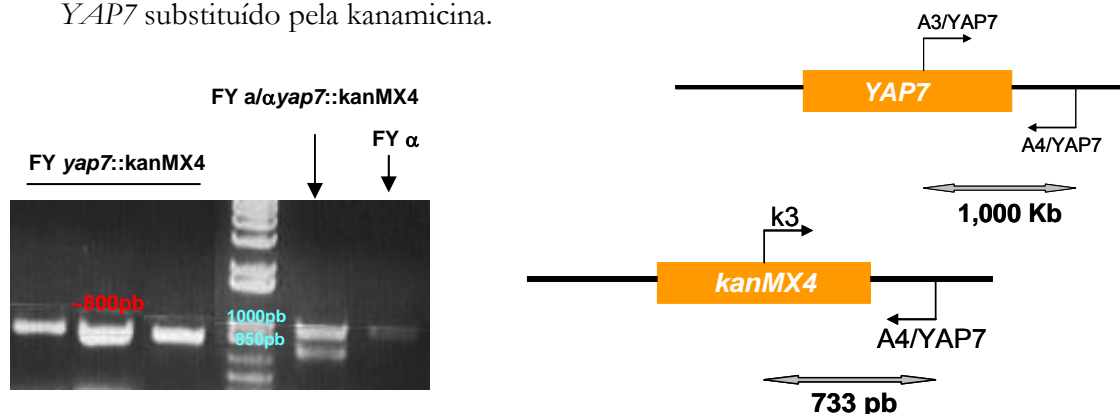 YAP7 substituído pela kanamicina.
FY a/αyap7::kanMX4
FY α
FY yap7::kanMX4
~800pb
1000pb
850pb
A3/YAP7
YAP7
A4/YAP7
1,000 Kb
k3
kanMX4
A4/YAP7
733 pb